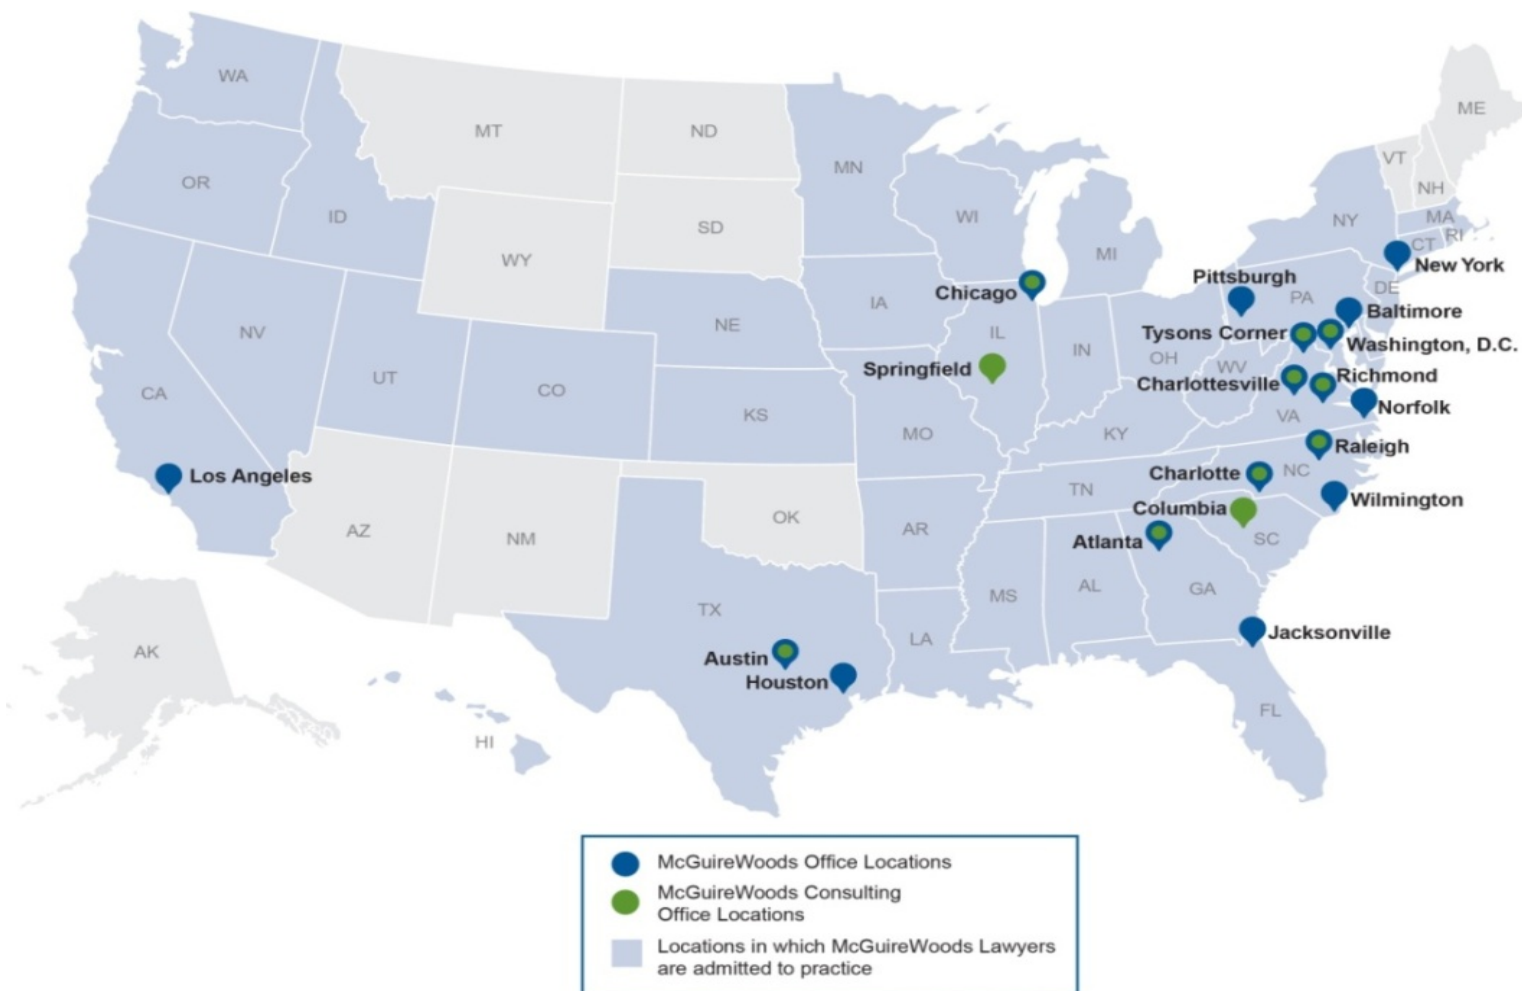 WA
MT
ND
ME
OR
ID
MN
VT
NH
WI
NY
MA
SD
MI
CT
RI
WY
New York
Pittsburgh
Chicago
PA
DE
IA
Baltimore
NE
NV
IL
Tysons Corner
Washington, D.C.
IN
OH
Springfield
WV
Richmond
UT
CO
Charlottesville
CA
Norfolk
KS
VA
MO
KY
Raleigh
Los Angeles
Charlotte
NC
TN
Wilmington
Columbia
OK
AZ
NM
AR
Atlanta
SC
MS
AL
GA
TX
LA
Jacksonville
AK
Austin
Houston
FL
HI
McGuireWoods Office Locations
McGuireWoods Consulting
Office Locations
Locations in which McGuireWoods Lawyers
are admitted to practice